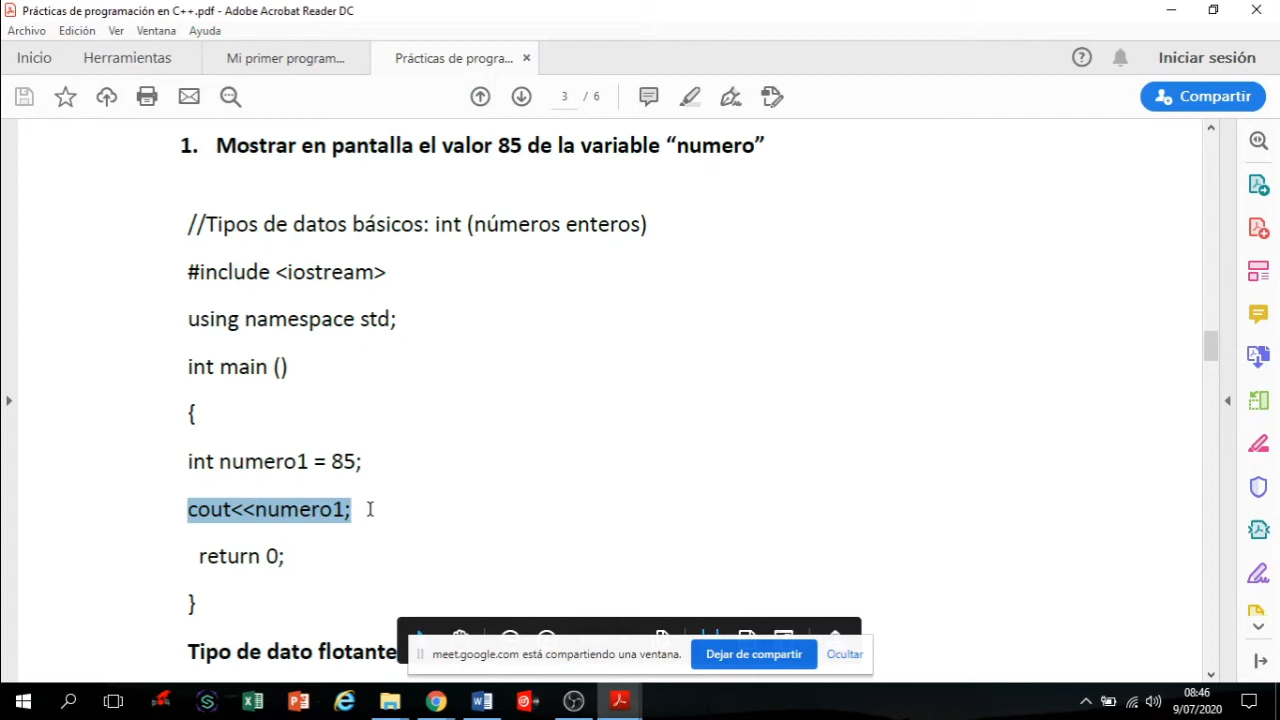 Prácticas de programación en C++.pdf - Adobe Acrobat Reader DC
Archivo Edición Ver Ventana Ayuda
Inicio Herramientas Mi primer program... Prácticas de progra... Iniciar sesión
3 / 6 Compartir
1. Mostrar en pantalla el valor 85 de la variable “numero”
//Tipos de datos básicos: int (números enteros)
#include <iostream>
using namespace std;
int main ()
{
int numero1 = 85;
cout<<numero1;
return 0;
}
Tipo de dato flotante
meet.google.com está compartiendo una ventana. Dejar de compartir Ocultar
08:46
9/07/2020